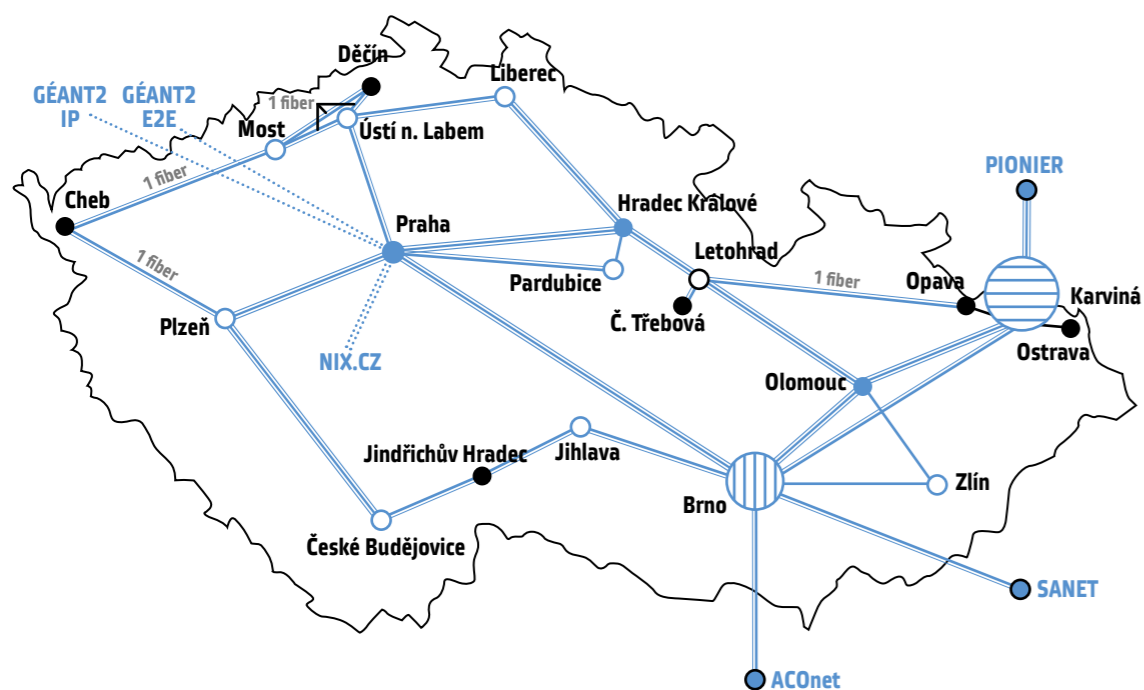 Děčín
Liberec
GÉANT2
IP
GÉANT2
E2E
1 fiber
Most
Ústí n. Labem
PIONIER
1 fiber
Cheb
Hradec Králové
Praha
Letohrad
1 fiber
Pardubice
1 fiber
Opava
Karviná
Plzeň
Č. Třebová
NIX.CZ
Ostrava
Olomouc
Jindřichův Hradec
Jihlava
Brno
Zlín
České Budějovice
SANET
ACOnet